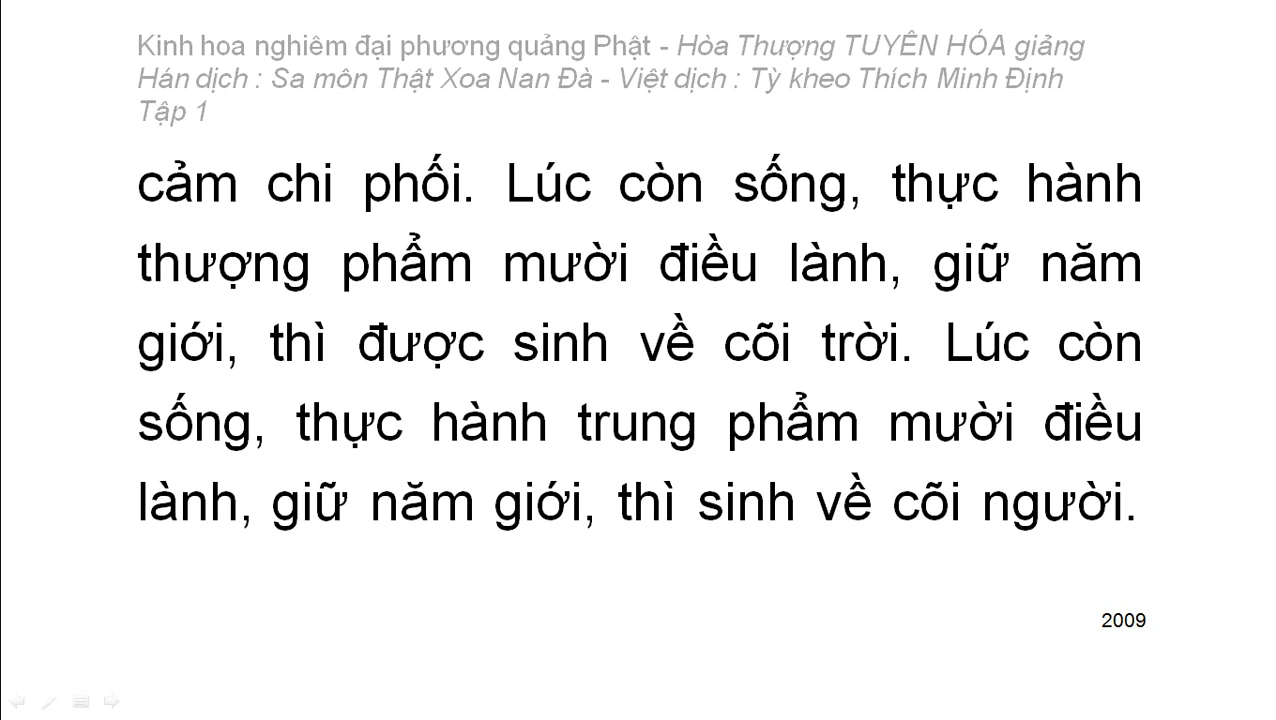 Kinh hoa nghiêm đại phương quảng Phật - Hòa Thượng TUYÊN HÓA giảng
Hán dịch : Sa môn Thật Xoa Nan Đà - Việt dịch : Tỳ kheo Thích Minh Định
Tập 1
cảm chi phối. Lúc còn sống, thực hành
thượng phẩm mười điều lành, giữ năm
giới, thì được sinh về cõi trời. Lúc còn
sống, thực hành trung phẩm mười điều
lành, giữ năm giới, thì sinh về cõi người.
2009